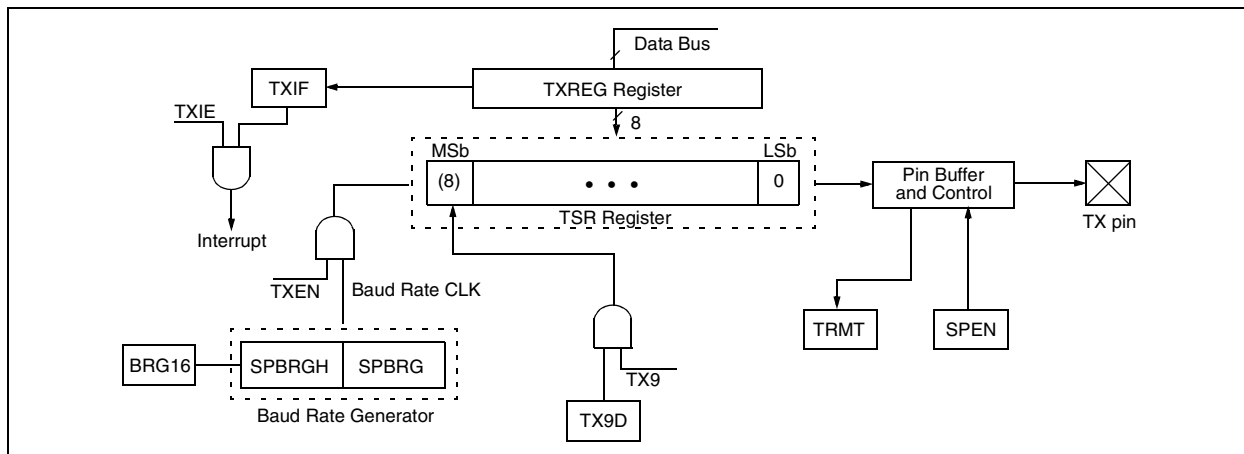 Data Bus
TXIF
TXREG Register
TXIE
8
MSb
LSb
(8)
• • •
0
Pin Buffer
and Control
TSR Register
TX pin
Interrupt
TXEN
Baud Rate CLK
TRMT
SPEN
BRG16
SPBRGH
SPBRG
TX9
Baud Rate Generator
TX9D